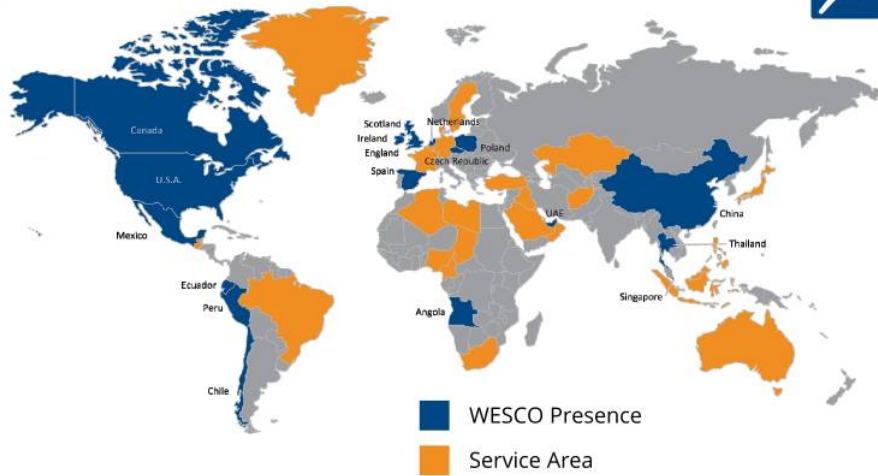 Canada
U.S.A.
Mexico
Ecuador
Peru
Chile
Scotland
Ireland
England
Spain
Netherlands
Poland
Czech Republic
UAE
Angola
China
Thailand
Singapore
WESCO Presence
Service Area